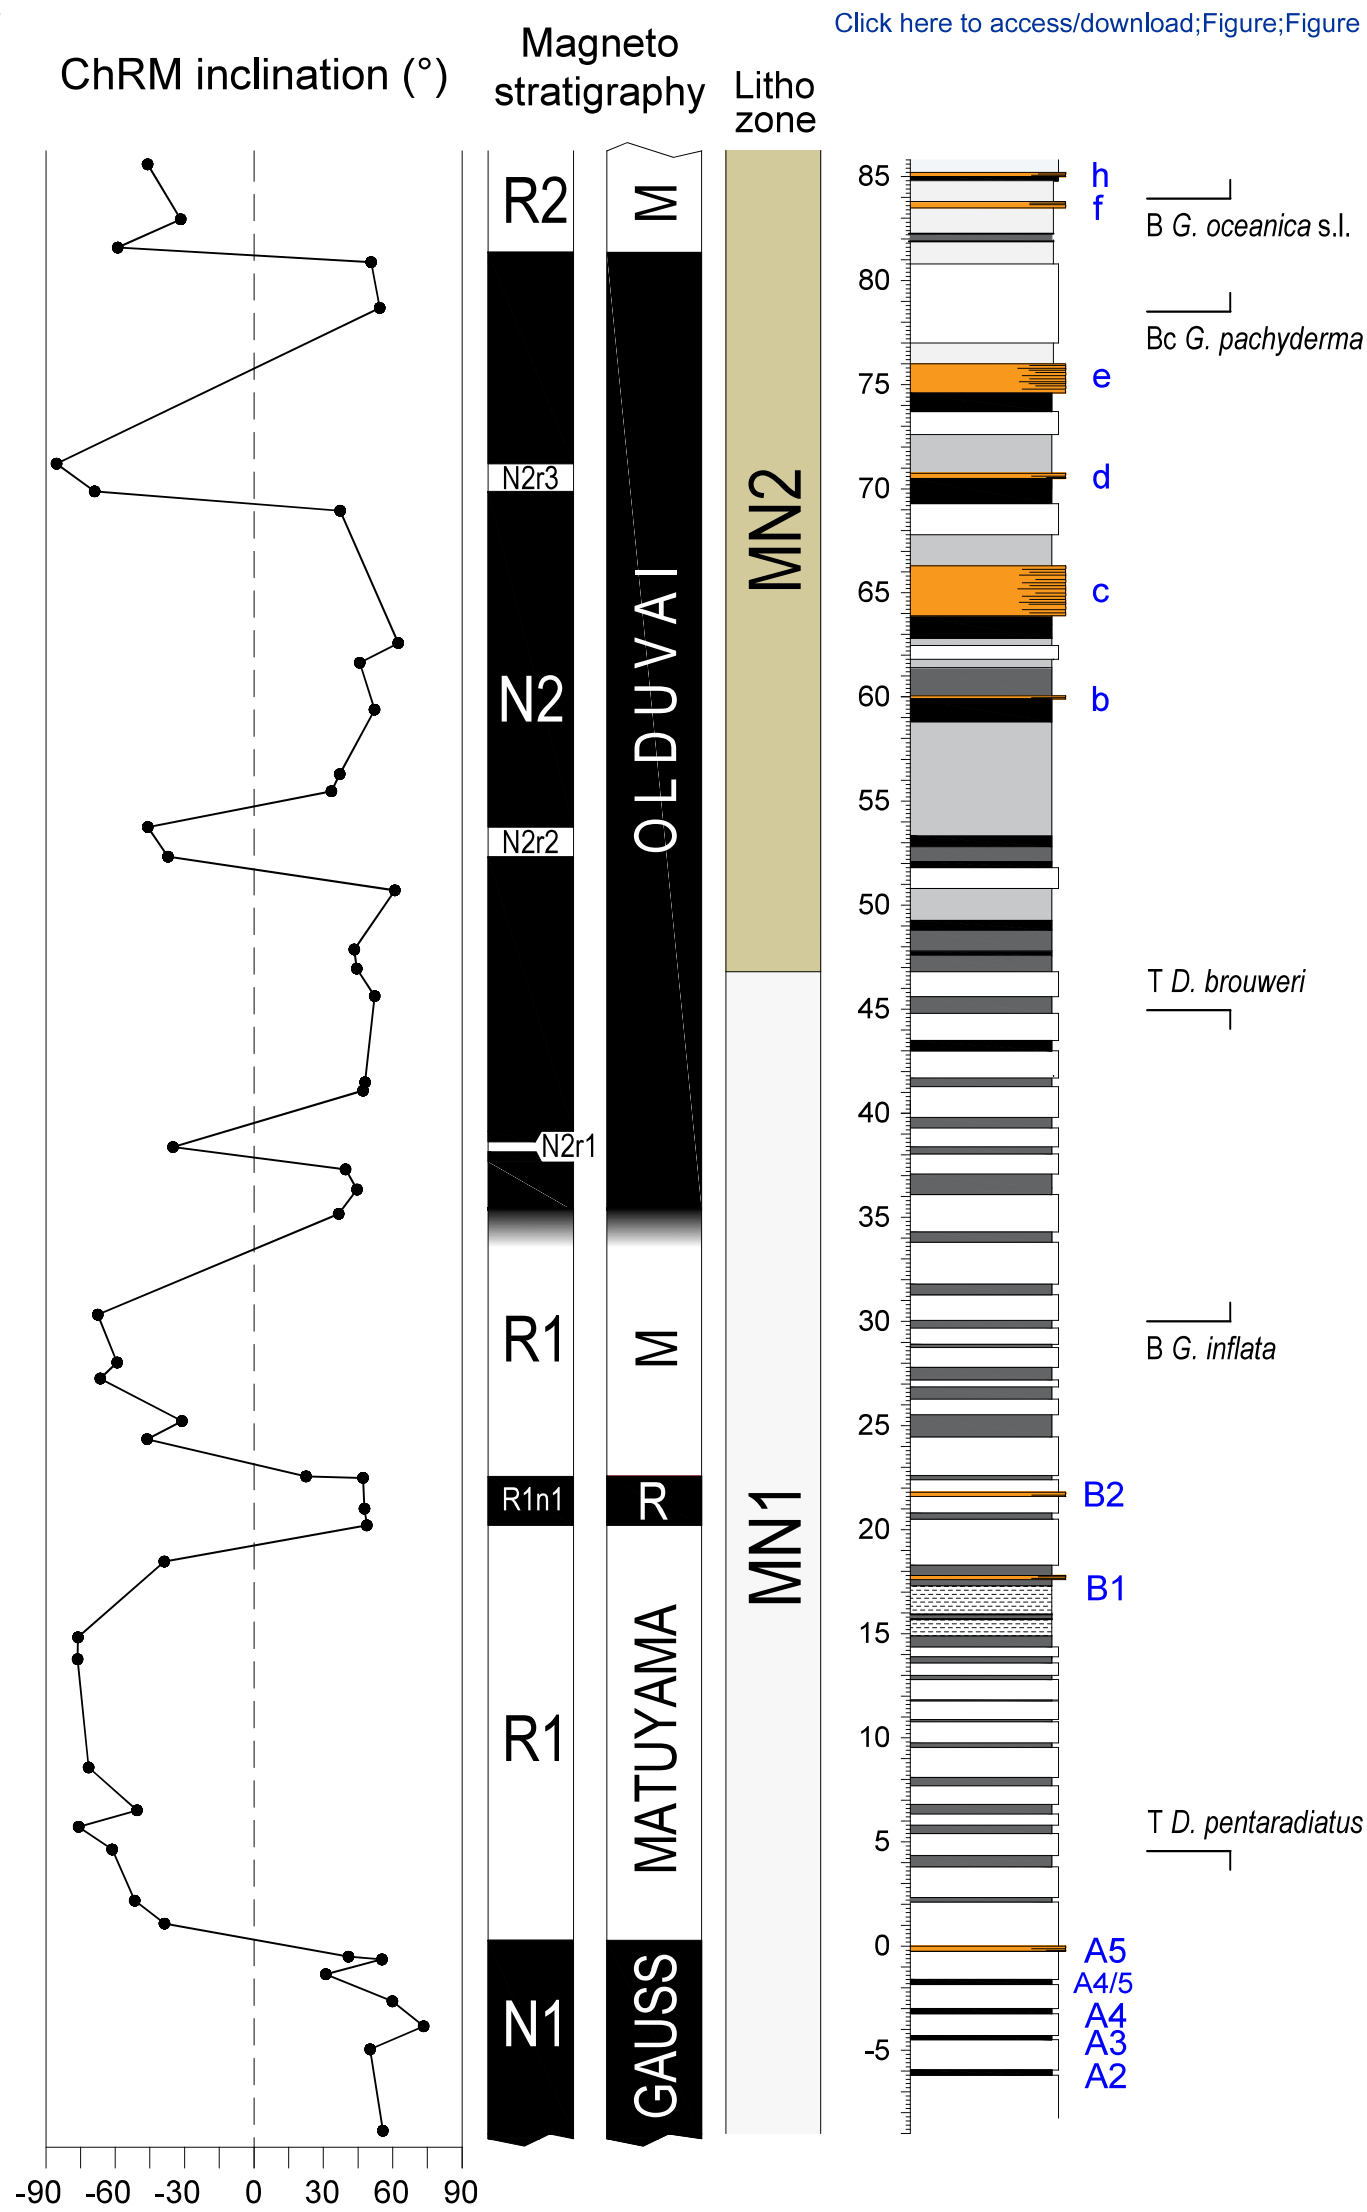 Click here to access/download;Figure;Figure
ChRM inclination (°)
Magneto
stratigraphy
Litho
zone
R2
N2r3
N2
N2r2
N2r1
R1
R1n1
R1
N1
M
OLDUVAI
M
R
MATUYAMA
GAUSS
MN2
MN1
85
80
75
70
65
60
55
50
45
40
35
30
25
20
15
10
5
0
-5
h
f
e
d
c
b
B2
B1
A5
A4/5
A4
A3
A2
B G. oceanica s.l.
Bc G. pachyderma
T D. brouweri
B G. inflata
T D. pentaradiatus
-90 -60 -30 0 30 60 90